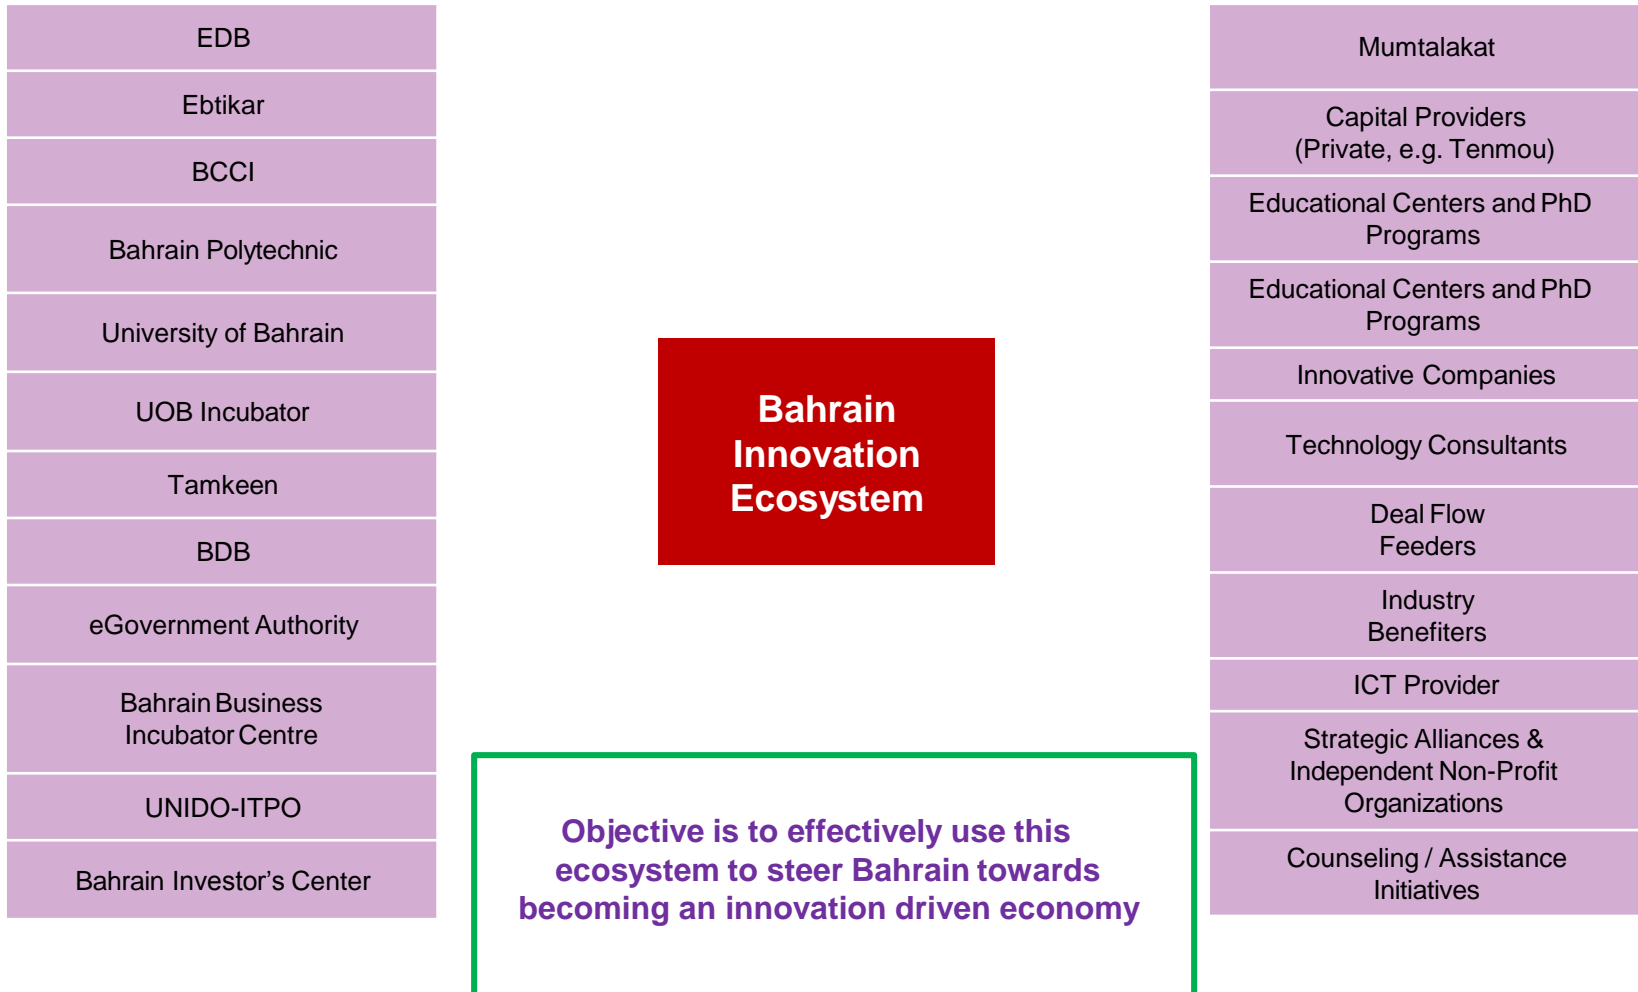 EDB
Ebtikar
BCCI
Bahrain Polytechnic
University of Bahrain
UOB Incubator
Tamkeen
BDB
eGovernment Authority
Bahrain Business
Incubator Centre
UNIDO-ITPO
Bahrain Investor’s Center
Bahrain
Innovation
Ecosystem
Objective is to effectively use this
ecosystem to steer Bahrain towards
becoming an innovation driven economy
Mumtalakat
Capital Providers
(Private, e.g. Tenmou)
Educational Centers and PhD
Programs
Educational Centers and PhD
Programs
Innovative Companies
Technology Consultants
Deal Flow
Feeders
Industry
Benefiters
ICT Provider
Strategic Alliances &
Independent Non-Profit
Organizations
Counseling / Assistance
Initiatives